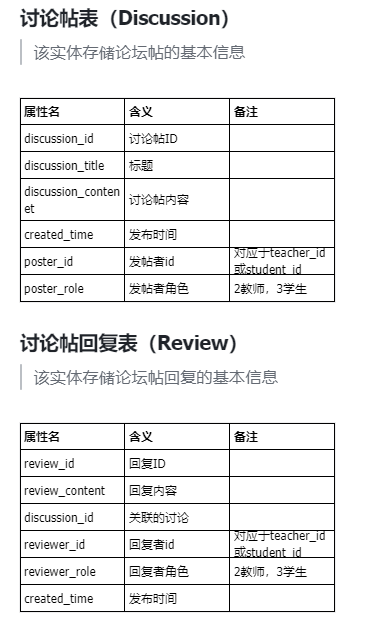 讨论帖表（Discussion）
该实体存储论坛帖的基本信息
属性名 含义 备注
discussion_id 讨论帖ID
discussion_title 标题
discussion_conten
et 讨论帖内容
created_time 发布时间
poster_id 发帖者id 对应于teacher_id
或student_id
poster_role 发帖者角色 2教师，3学生
讨论帖回复表（Review）
该实体存储论坛帖回复的基本信息
属性名 含义 备注
review_id 回复ID
review_content 回复内容
discussion_id 关联的讨论
reviewer_id 回复者id 对应于teacher_id
或student_id
reviewer_role 回复者角色 2教师，3学生
created_time 发布时间